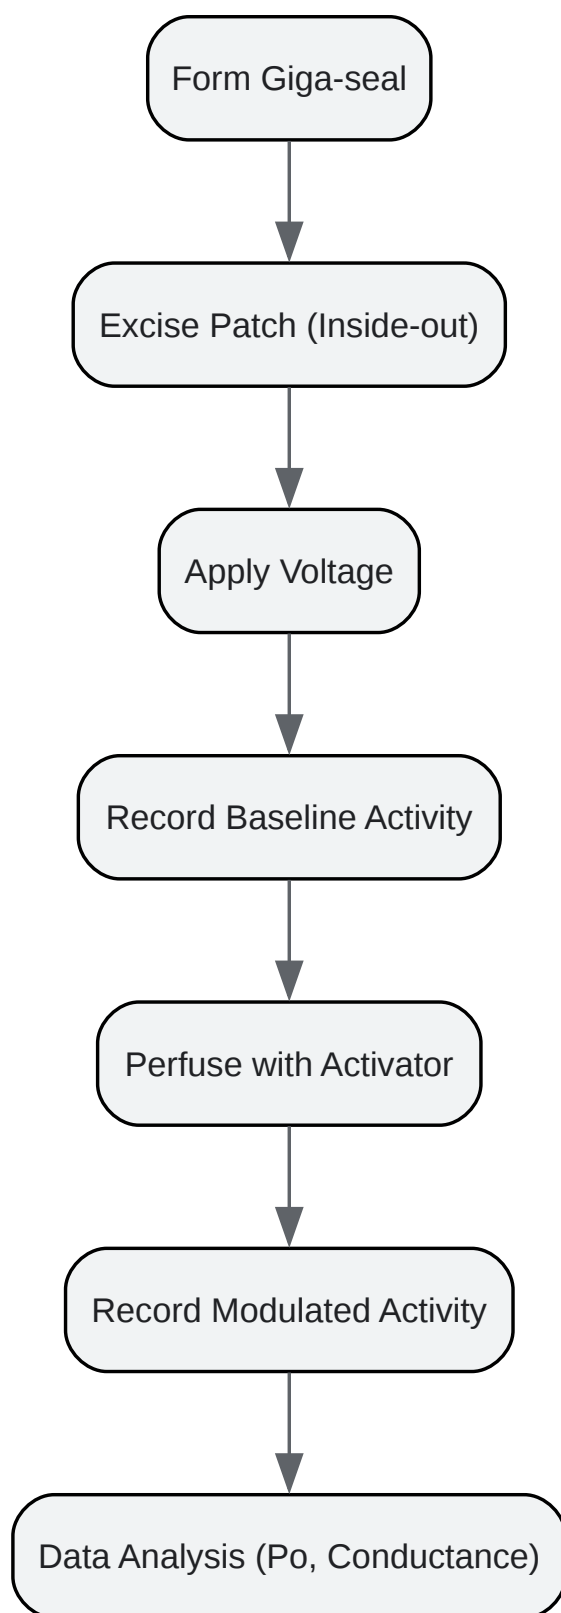 Form Giga-seal
Excise Patch (Inside-out)
Apply Voltage
Record Baseline Activity
Perfuse with Activator
Record Modulated Activity
Data Analysis (Po, Conductance)